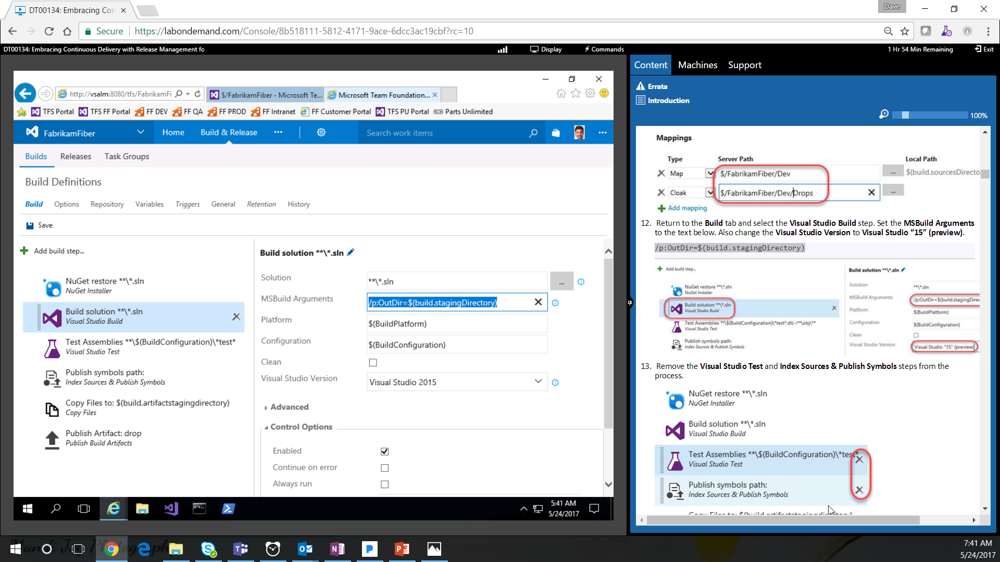 DT00134: Embracing Con
Dave
Secure
https://labondemand.com/Console/8b518111-5812-4171-9ace-6dcc3ac19cbf?rc=10
DT00134: Embracing Continuous Delivery with Release Management fo
Display
Commands
1 Hr 54 Min Remaining
Exit
http://vsalm:8080/tfs/FabrikamFi
$/FabrikamFiber - Microsoft Te...
Microsoft Team Foundation...
TFS Portal
TFS FF Portal
FF DEV
FF QA
FF PROD
FF Intranet
FF Customer Portal
TFS PU Portal
Parts Unlimited
FabrikamFiber
Home
Build & Release
Search work items
Builds
Releases
Task Groups
Build Definitions
Build
Options
Repository
Variables
Triggers
General
Retention
History
Save
Add build step...
NuGet restore **\*.sln
NuGet Installer
Build solution **\*.sln
Visual Studio Build
Test Assemblies **\$(BuildConfiguration)\*test*
Visual Studio Test
Publish symbols path:
Index Sources & Publish Symbols
Copy Files to: $(build.artifactstagingdirectory)
Copy Files
Publish Artifact: drop
Publish Build Artifacts
Build solution **\*.sln
Solution
**\*.sln
...
MSBuild Arguments
/p:OutDir=$(build.stagingDirectory)
Platform
$(BuildPlatform)
Configuration
$(BuildConfiguration)
Clean
Visual Studio Version
Visual Studio 2015
Advanced
Control Options
Enabled
Continue on error
Always run
5:41 AM
5/24/2017
Content
Machines
Support
Errata
Introduction
100%
Mappings
Type
Server Path
Local Path
Map
$/FabrikamFiber/Dev
...
$(build.sourcesDirecto
Cloak
$/FabrikamFiber/Dev/Drops
...
Add mapping
12. Return to the Build tab and select the Visual Studio Build step. Set the MSBuild Arguments
to the text below. Also change the Visual Studio Version to Visual Studio “15” (preview).
/p:OutDir=$(build.stagingDirectory)
Add build step...
NuGet restore **\*.sln
NuGet Installer
Build solution **\*.sln
Visual Studio Build
Test Assemblies **\$(BuildConfiguration)\*test*.dll;-:**\obj\**
Visual Studio Test
Publish symbols path:
Index Sources & Publish Symbols
Build solution **\*.sln
Solution
**\*.sln
MSBuild Arguments
/p:OutDir=$(build.stagingDirec
Platform
$(BuildPlatform)
Configuration
$(BuildConfiguration)
Clean
Visual Studio Version
Visual Studio "15" (preview)
13. Remove the Visual Studio Test and Index Sources & Publish Symbols steps from the
process.
NuGet restore **\*.sln
NuGet Installer
Build solution **\*.sln
Visual Studio Build
Test Assemblies **\$(BuildConfiguration)\*test*
Visual Studio Test
Publish symbols path:
Index Sources & Publish Symbols
Copy Files to: $(build.artifactstagingdirectory)
7:41 AM
5/24/2017